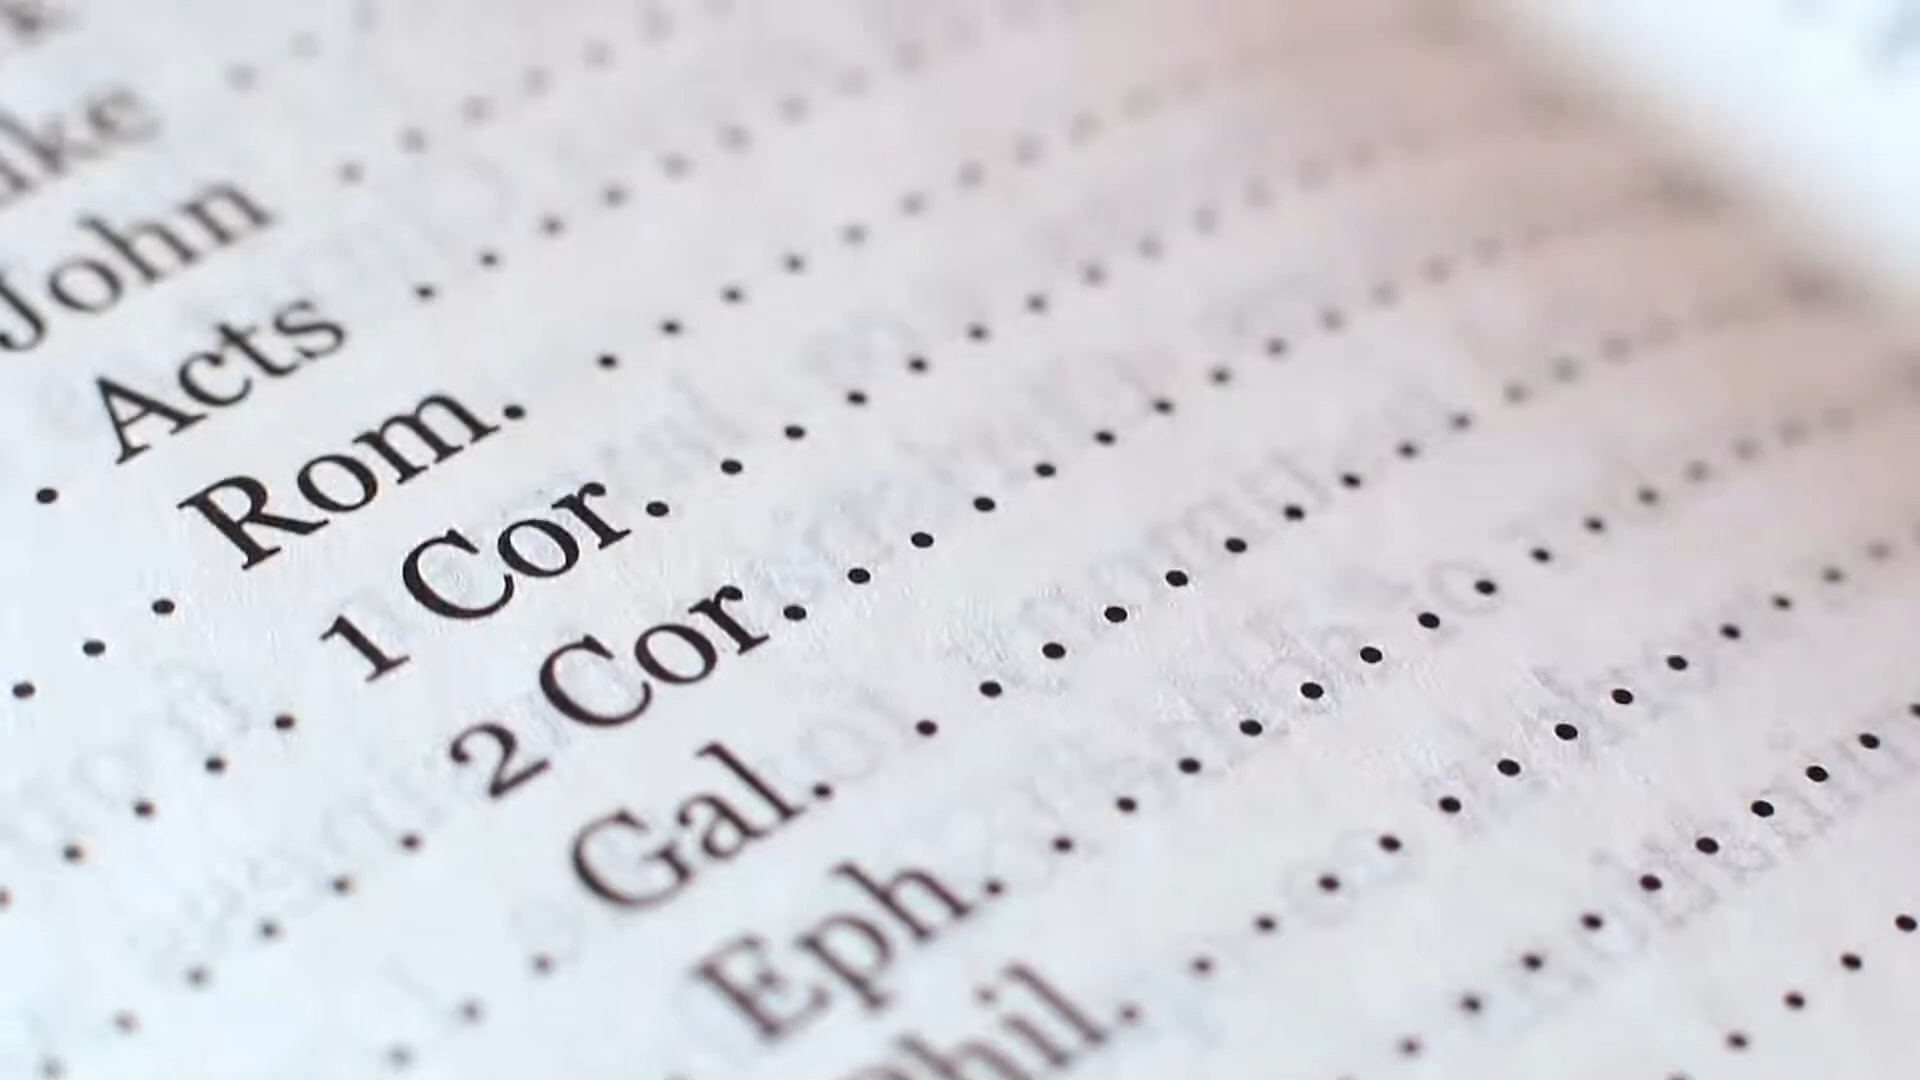 John . . . . . . . . . .
Acts . . . . . . . . . .
Rom. . . . . . . . . . .
1 Cor. . . . . . . . . . .
2 Cor. . . . . . . . . . .
Gal. . . . . . . . . . .
Eph. . . . . . . . . . .